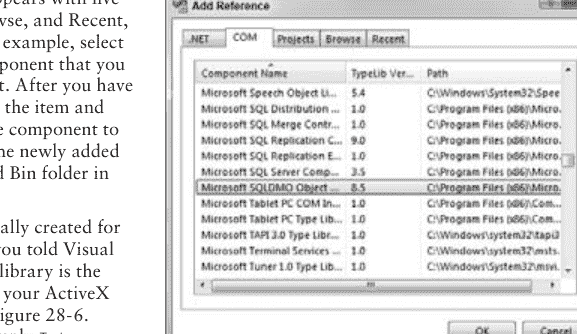 wse, and Recent,
example, select
ponent that you
t. After you have
the item and
e component to
he newly added
d Bin folder in
ally created for
you told Visual
library is the
your ActiveX
igure 28-6.
Add Reference
.NET COM Projects Browse Recent
Component Name TypeLib Ver... Path
Microsoft Speech Object Li... 5.4 C:\Windows\System32\Spee
Microsoft SQL Distribution ... 1.0 C:\Program Files (x86)\Micro.
Microsoft SQL Merge Contr... 1.0 C:\Program Files (x86)\Micro.
Microsoft SQL Replication C... 9.0 C:\Program Files (x86)\Micro.
Microsoft SQL Replication E... 1.0 C:\Program Files (x86)\Micro.
Microsoft SQL Server Comp... 3.5 C:\Program Files (x86)\Micro.
Microsoft SQLDMO Object ... 8.5 C:\Program Files (x86)\Micro.
Microsoft Tablet PC COM In... 1.0 C:\Program Files (x86)\Com...
Microsoft Tablet PC Type Lib... 1.0 C:\Program Files (x86)\Com...
Microsoft TAPI 3.0 Type Libr... 1.0 C:\Windows\system32\tapi3
Microsoft Terminal Services ... 1.0 C:\Windows\system32\msts.
Microsoft Tuner 1.0 Type Lib... 1.0 C:\Windows\System32\msvi.
OK Cancel